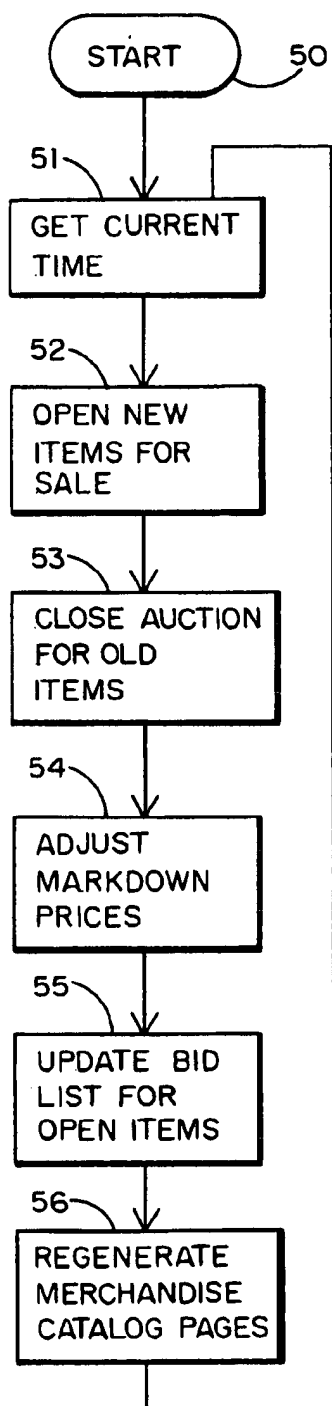 START
50
51
GET CURRENT
TIME
52
OPEN NEW
ITEMS FOR
SALE
53
CLOSE AUCTION
FOR OLD
ITEMS
54
ADJUST
MARKDOWN
PRICES
55
UPDATE BID
LIST FOR
OPEN ITEMS
56
REGENERATE
MERCHANDISE
CATALOG PAGES